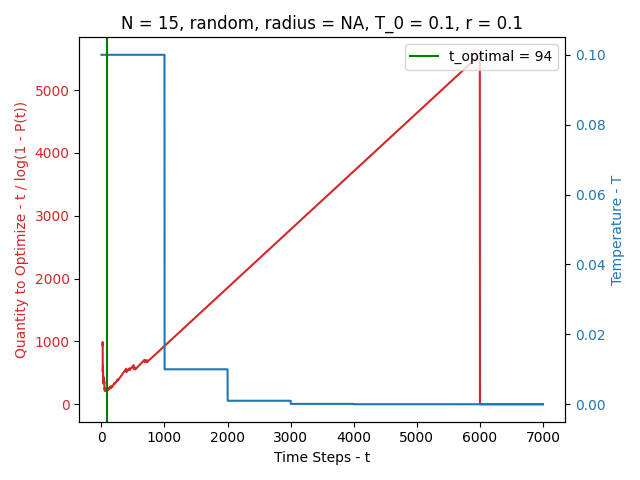 N = 15, random, radius = NA, T_0 = 0.1, r = 0.1
t_optimal = 94
Quantity to Optimize - t / log(1 - P(t))
5000
4000
3000
2000
1000
0
0.10
0.08
0.06
0.04
0.02
0.00
Temperature - T
0 1000 2000 3000 4000 5000 6000 7000
Time Steps - t